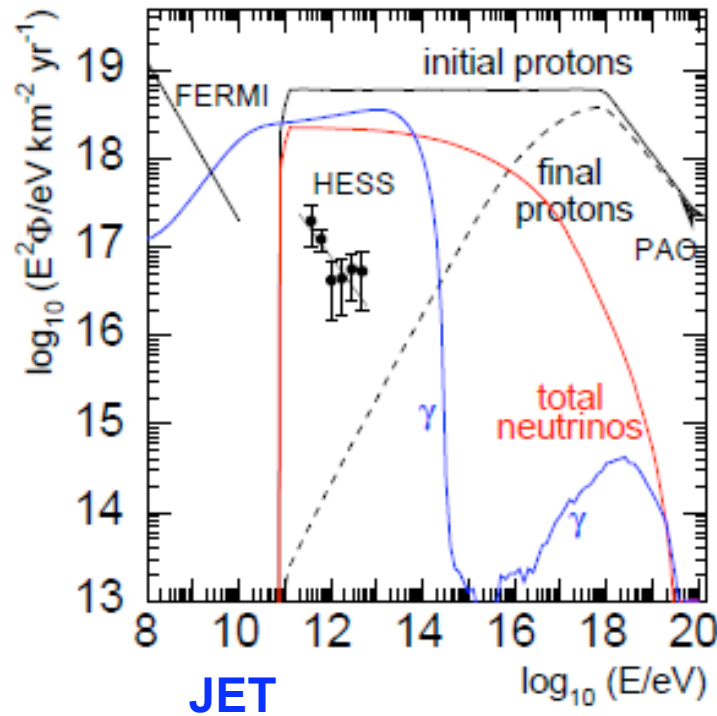 log₁₀ (E²Φ/eV km⁻² yr⁻¹)
19
18
17
16
15
14
13
initial protons
FERMI
HESS
final
protons
PAO
total
neutrinos
γ
γ
8 10 12 14 16 18 20
log₁₀ (E/eV)
JET